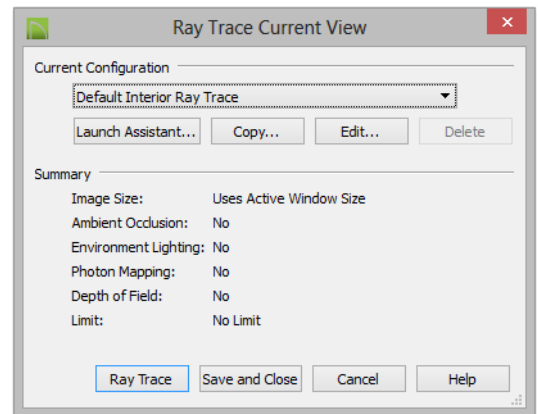 Ray Trace Current View
Current Configuration
Default Interior Ray Trace
Launch Assistant... Copy... Edit... Delete
Summary
Image Size: Uses Active Window Size
Ambient Occlusion: No
Environment Lighting: No
Photon Mapping: No
Depth of Field: No
Limit: No Limit
Ray Trace Save and Close Cancel Help